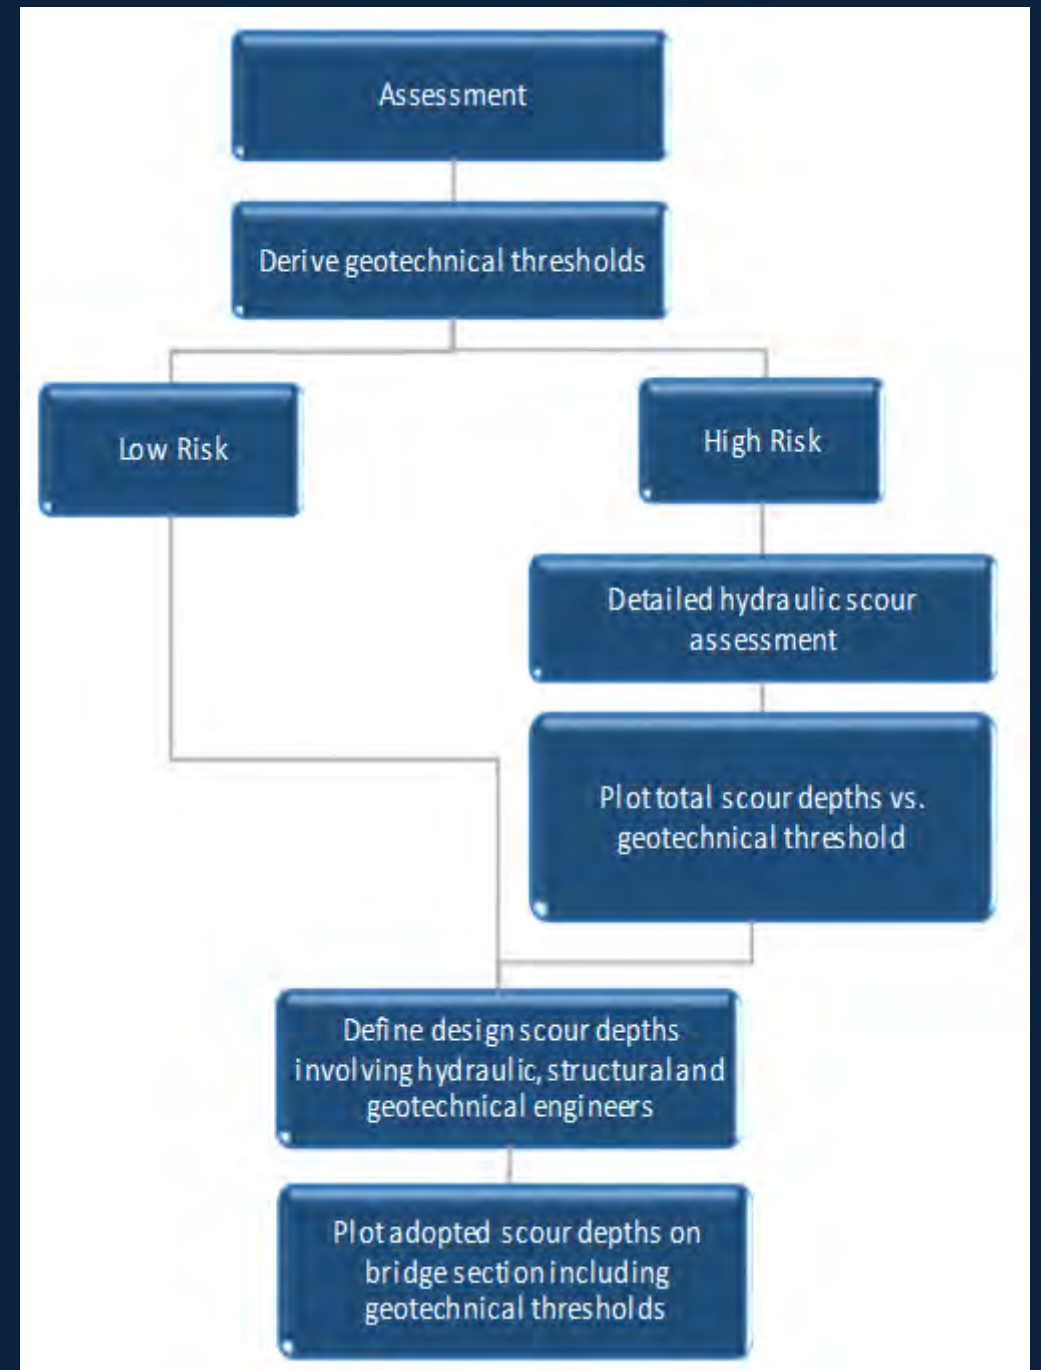 Assessment
Derive geotechnical thresholds
Low Risk
High Risk
Detailed hydraulic scour
assessment
Plot total scour depths vs.
geotechnical threshold
Define design scour depths
involving hydraulic, structural and
geotechnical engineers
Plot adopted scour depths on
bridge section including
geotechnical thresholds